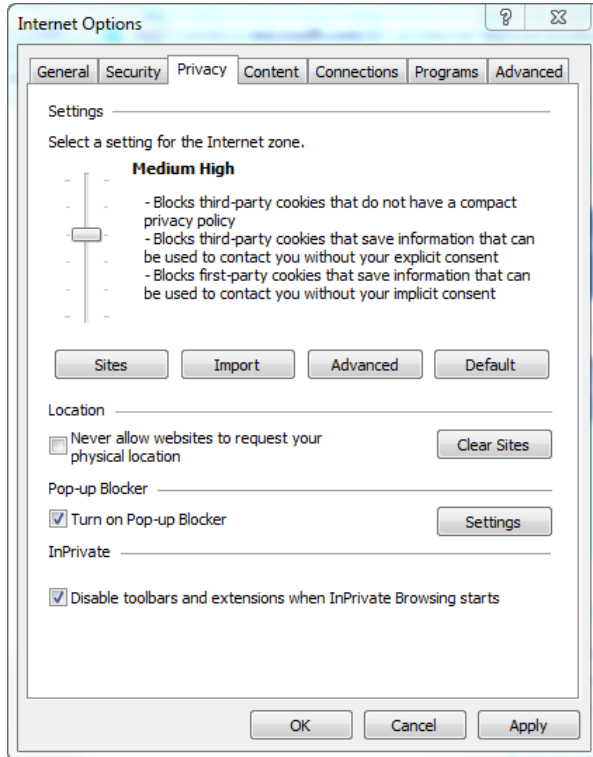 Internet Options
General Security Privacy Content Connections Programs Advanced
Settings
Select a setting for the Internet zone.
Medium High
- Blocks third-party cookies that do not have a compact
privacy policy
- Blocks third-party cookies that save information that can
be used to contact you without your explicit consent
- Blocks first-party cookies that save information that can
be used to contact you without your implicit consent
Sites Import Advanced Default
Location
Never allow websites to request your
physical location
Clear Sites
Pop-up Blocker
Turn on Pop-up Blocker Settings
InPrivate
Disable toolbars and extensions when InPrivate Browsing starts
OK Cancel Apply